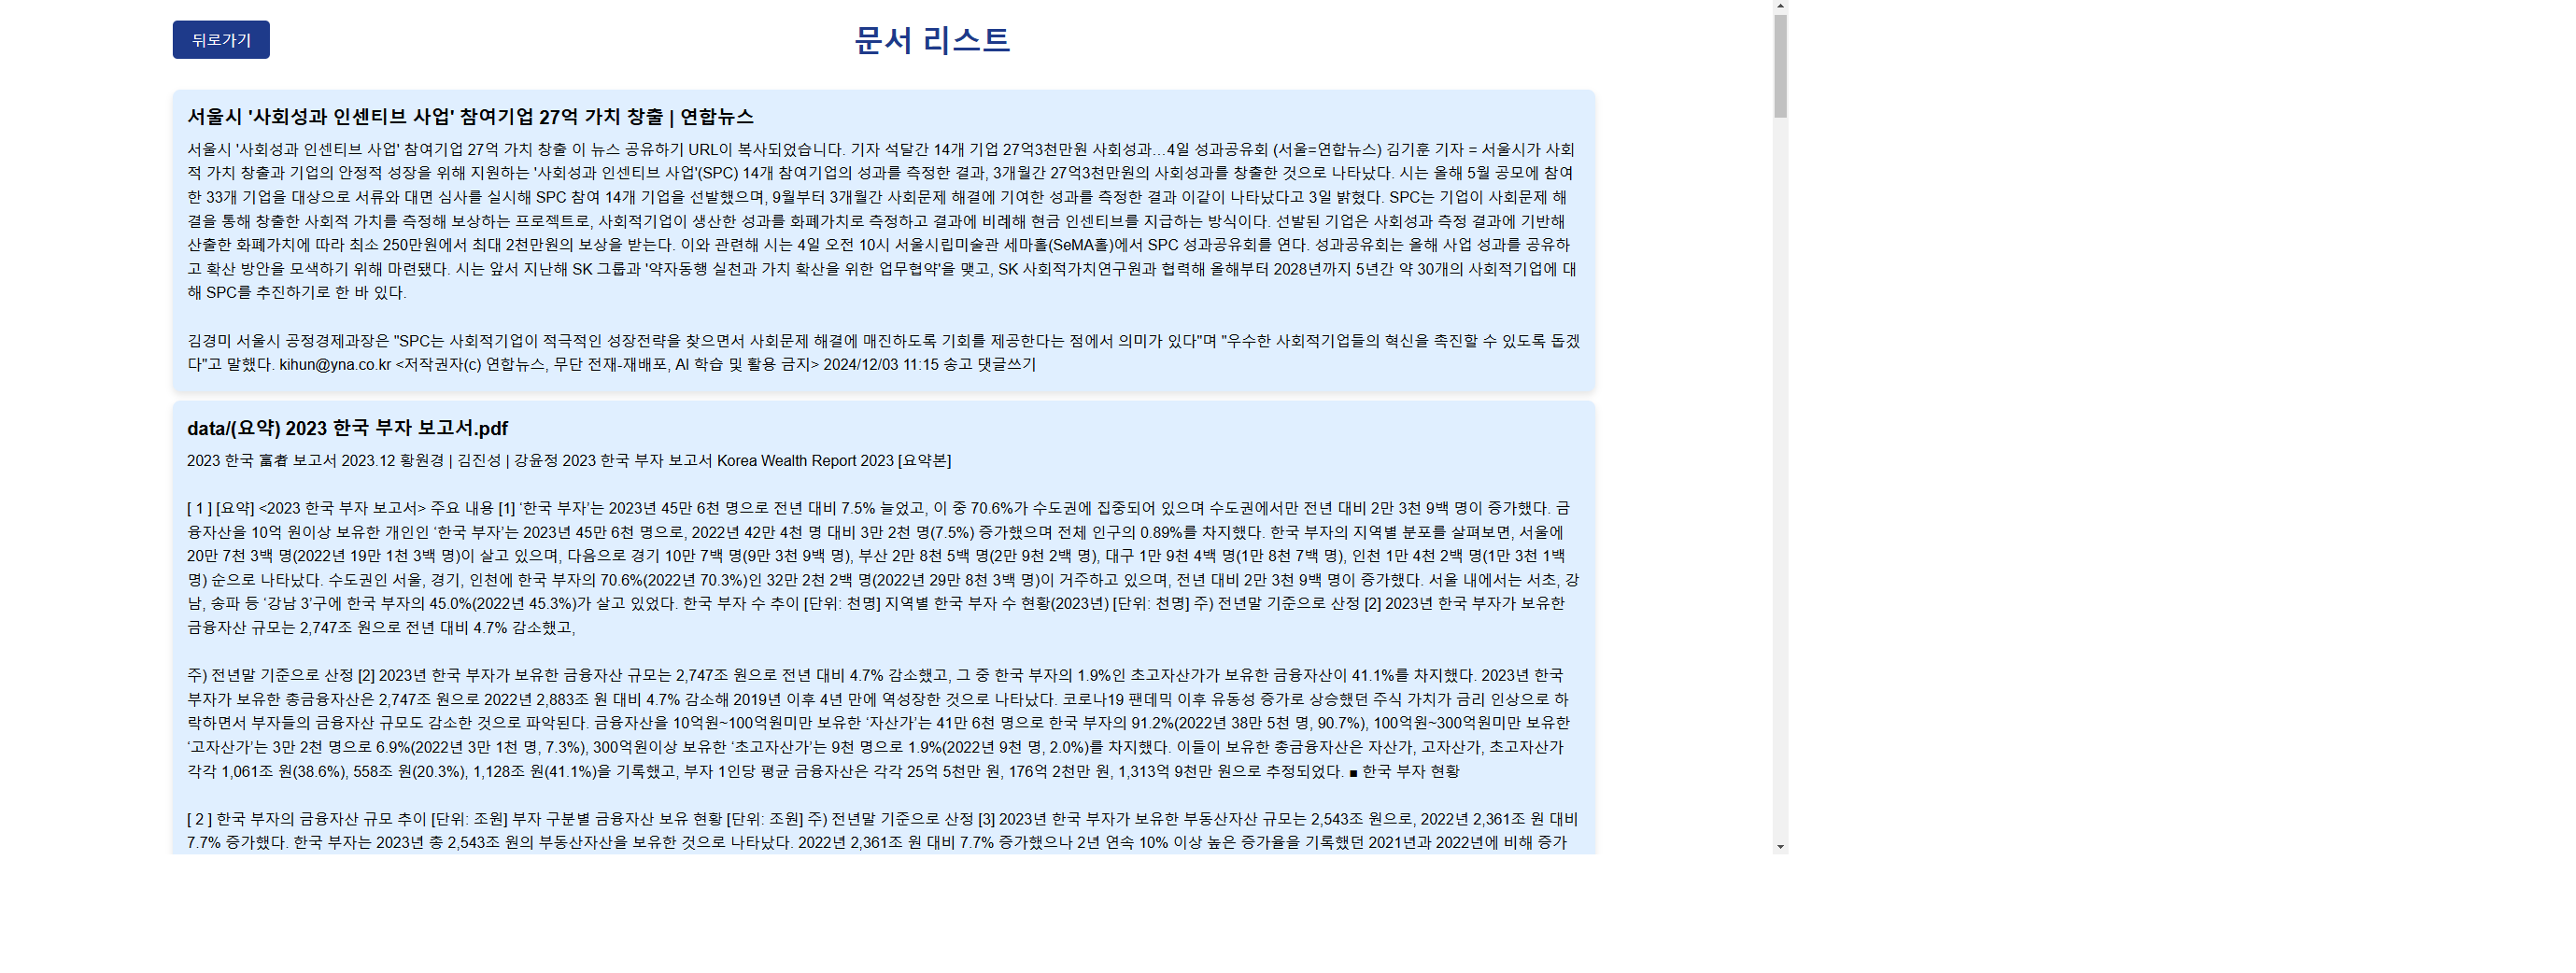 뒤로가기
문서 리스트
서울시 '사회성과 인센티브 사업' 참여기업 27억 가치 창출 | 연합뉴스
서울시 '사회성과 인센티브 사업' 참여기업 27억 가치 창출 이 뉴스 공유하기 URL이 복사되었습니다. 기자 석달간 14개 기업 27억3천만원 사회성과…4일 성과공유회 (서울=연합뉴스) 김기훈 기자 = 서울시가 사회
적 가치 창출과 기업의 안정적 성장을 위해 지원하는 '사회성과 인센티브 사업'(SPC) 14개 참여기업의 성과를 측정한 결과, 3개월간 27억3천만원의 사회성과를 창출한 것으로 나타났다. 시는 올해 5월 공모에 참여
한 33개 기업을 대상으로 서류와 대면 심사를 실시해 SPC 참여 14개 기업을 선발했으며, 9월부터 3개월간 사회문제 해결에 기여한 성과를 측정한 결과 이같이 나타났다고 3일 밝혔다. SPC는 기업이 사회문제 해
결을 통해 창출한 사회적 가치를 측정해 보상하는 프로젝트로, 사회적기업이 생산한 성과를 화폐가치로 측정하고 결과에 비례해 현금 인센티브를 지급하는 방식이다. 선발된 기업은 사회성과 측정 결과에 기반해
산출한 화폐가치에 따라 최소 250만원에서 최대 2천만원의 보상을 받는다. 이와 관련해 시는 4일 오전 10시 서울시립미술관 세마홀(SeMA홀)에서 SPC 성과공유회를 연다. 성과공유회는 올해 사업 성과를 공유하
고 확산 방안을 모색하기 위해 마련됐다. 시는 앞서 지난해 SK 그룹과 '약자동행 실천과 가치 확산을 위한 업무협약'을 맺고, SK 사회적가치연구원과 협력해 올해부터 2028년까지 5년간 약 30개의 사회적기업에 대
해 SPC를 추진하기로 한 바 있다.
김경미 서울시 공정경제과장은 "SPC는 사회적기업이 적극적인 성장전략을 찾으면서 사회문제 해결에 매진하도록 기회를 제공한다는 점에서 의미가 있다"며 "우수한 사회적기업들의 혁신을 촉진할 수 있도록 돕겠
다"고 말했다. kihun@yna.co.kr <저작권자(c) 연합뉴스, 무단 전재-재배포, AI 학습 및 활용 금지> 2024/12/03 11:15 송고 댓글쓰기
data/(요약) 2023 한국 부자 보고서.pdf
2023 한국 富者 보고서 2023.12 황원경 | 김진성 | 강윤정 2023 한국 부자 보고서 Korea Wealth Report 2023 [요약본]
[ 1 ] [요약] <2023 한국 부자 보고서> 주요 내용 [1] ‘한국 부자’는 2023년 45만 6천 명으로 전년 대비 7.5% 늘었고, 이 중 70.6%가 수도권에 집중되어 있으며 수도권에서만 전년 대비 2만 3천 9백 명이 증가했다. 금
융자산을 10억 원이상 보유한 개인인 ‘한국 부자’는 2023년 45만 6천 명으로, 2022년 42만 4천 명 대비 3만 2천 명(7.5%) 증가했으며 전체 인구의 0.89%를 차지했다. 한국 부자의 지역별 분포를 살펴보면, 서울에
20만 7천 3백 명(2022년 19만 1천 3백 명)이 살고 있으며, 다음으로 경기 10만 7백 명(9만 3천 9백 명), 부산 2만 8천 5백 명(2만 9천 2백 명), 대구 1만 9천 4백 명(1만 8천 7백 명), 인천 1만 4천 2백 명(1만 3천 1백
명) 순으로 나타났다. 수도권인 서울, 경기, 인천에 한국 부자의 70.6%(2022년 70.3%)인 32만 2천 2백 명(2022년 29만 8천 3백 명)이 거주하고 있으며, 전년 대비 2만 3천 9백 명이 증가했다. 서울 내에서는 서초, 강
남, 송파 등 ‘강남 3’구에 한국 부자의 45.0%(2022년 45.3%)가 살고 있었다. 한국 부자 수 추이 [단위: 천명] 지역별 한국 부자 수 현황(2023년) [단위: 천명] 주) 전년말 기준으로 산정 [2] 2023년 한국 부자가 보유한
금융자산 규모는 2,747조 원으로 전년 대비 4.7% 감소했고,
주) 전년말 기준으로 산정 [2] 2023년 한국 부자가 보유한 금융자산 규모는 2,747조 원으로 전년 대비 4.7% 감소했고, 그 중 한국 부자의 1.9%인 초고자산가가 보유한 금융자산이 41.1%를 차지했다. 2023년 한국
부자가 보유한 총금융자산은 2,747조 원으로 2022년 2,883조 원 대비 4.7% 감소해 2019년 이후 4년 만에 역성장한 것으로 나타났다. 코로나19 팬데믹 이후 유동성 증가로 상승했던 주식 가치가 금리 인상으로 하
락하면서 부자들의 금융자산 규모도 감소한 것으로 파악된다. 금융자산을 10억원~100억원미만 보유한 ‘자산가’는 41만 6천 명으로 한국 부자의 91.2%(2022년 38만 5천 명, 90.7%), 100억원~300억원미만 보유한
‘고자산가’는 3만 2천 명으로 6.9%(2022년 3만 1천 명, 7.3%), 300억원이상 보유한 ‘초고자산가’는 9천 명으로 1.9%(2022년 9천 명, 2.0%)를 차지했다. 이들이 보유한 총금융자산은 자산가, 고자산가, 초고자산가
각각 1,061조 원(38.6%), 558조 원(20.3%), 1,128조 원(41.1%)을 기록했고, 부자 1인당 평균 금융자산은 각각 25억 5천만 원, 176억 2천만 원, 1,313억 9천만 원으로 추정되었다. ■ 한국 부자 현황
[ 2 ] 한국 부자의 금융자산 규모 추이 [단위: 조원] 부자 구분별 금융자산 보유 현황 [단위: 조원] 주) 전년말 기준으로 산정 [3] 2023년 한국 부자가 보유한 부동산자산 규모는 2,543조 원으로, 2022년 2,361조 원 대비
7.7% 증가했다. 한국 부자는 2023년 총 2,543조 원의 부동산자산을 보유한 것으로 나타났다. 2022년 2,361조 원 대비 7.7% 증가했으나 2년 연속 10% 이상 높은 증가율을 기록했던 2021년과 2022년에 비해 증가